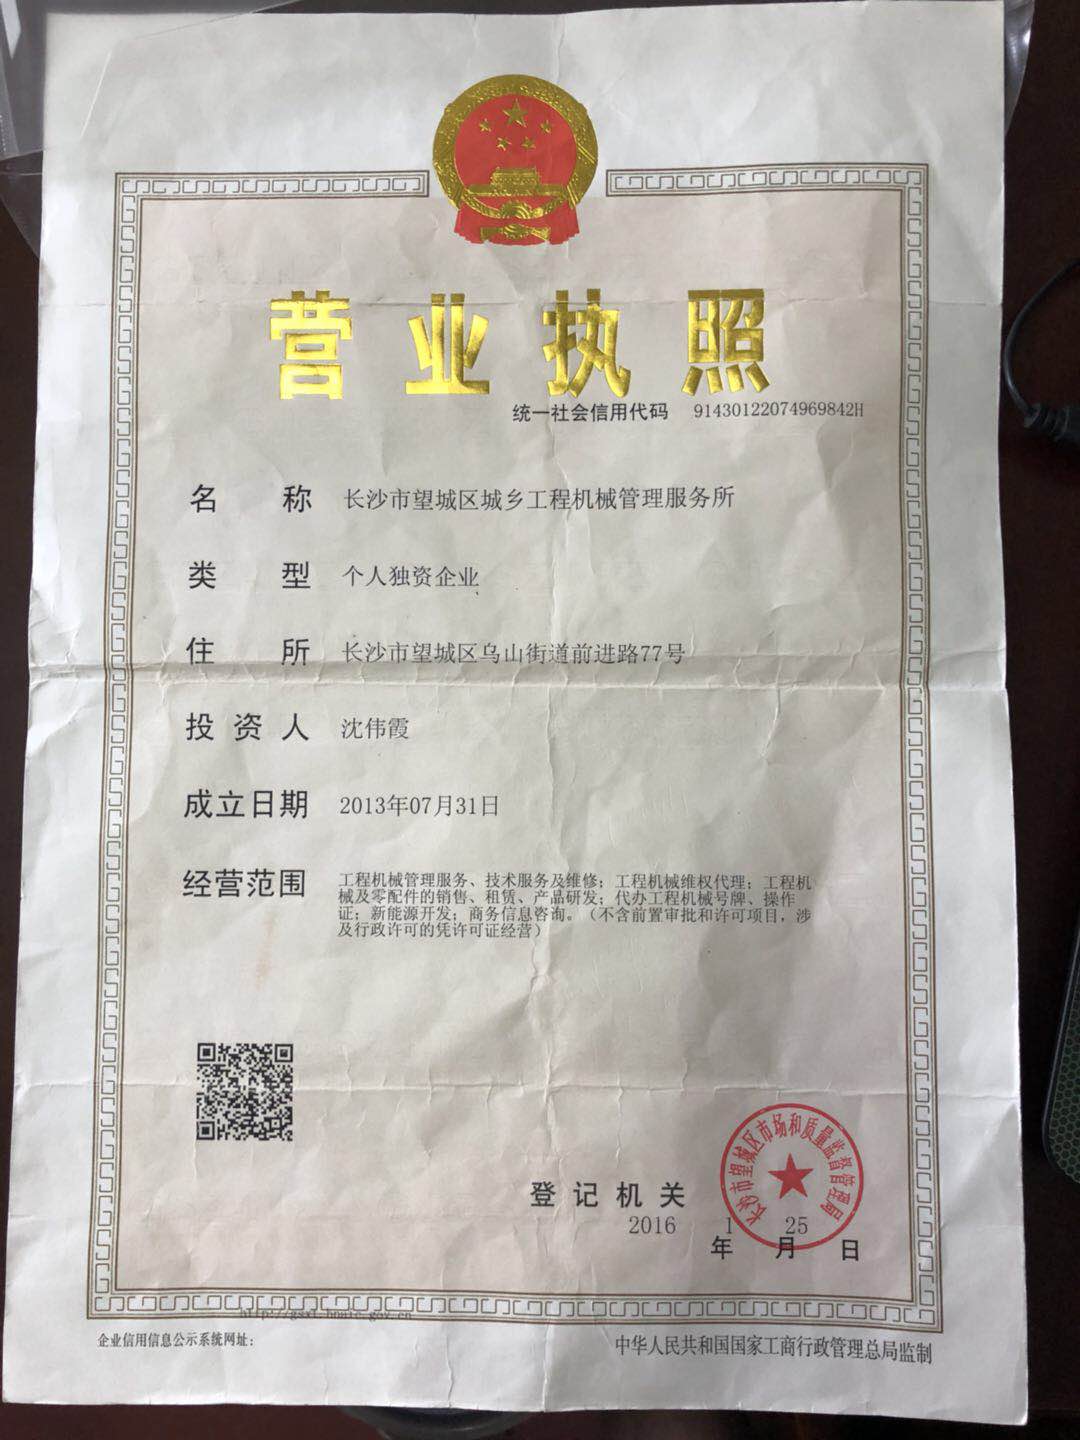 营业执照
统一社会信用代码 91430122074969842H
名称 长沙市望城区城乡工程机械管理服务所
类型 个人独资企业
住所 长沙市望城区乌山街道前进路77号
投资人 沈伟霞
成立日期 2013年07月31日
经营范围 工程机械管理服务、技术服务及维修；工程机械维权代理；工程机
械及零配件的销售、租赁、产品研发；代办工程机械号牌、操作
证；新能源开发；商务信息咨询。（不含前置审批和许可项目，涉
及行政许可的凭许可证经营）
长沙市望城区市场和质量监督管理局
登记机关
2016 1 25
年 月 日
http://gsxt.hnaic.gov.cn
企业信用信息公示系统网址：
中华人民共和国国家工商行政管理总局监制